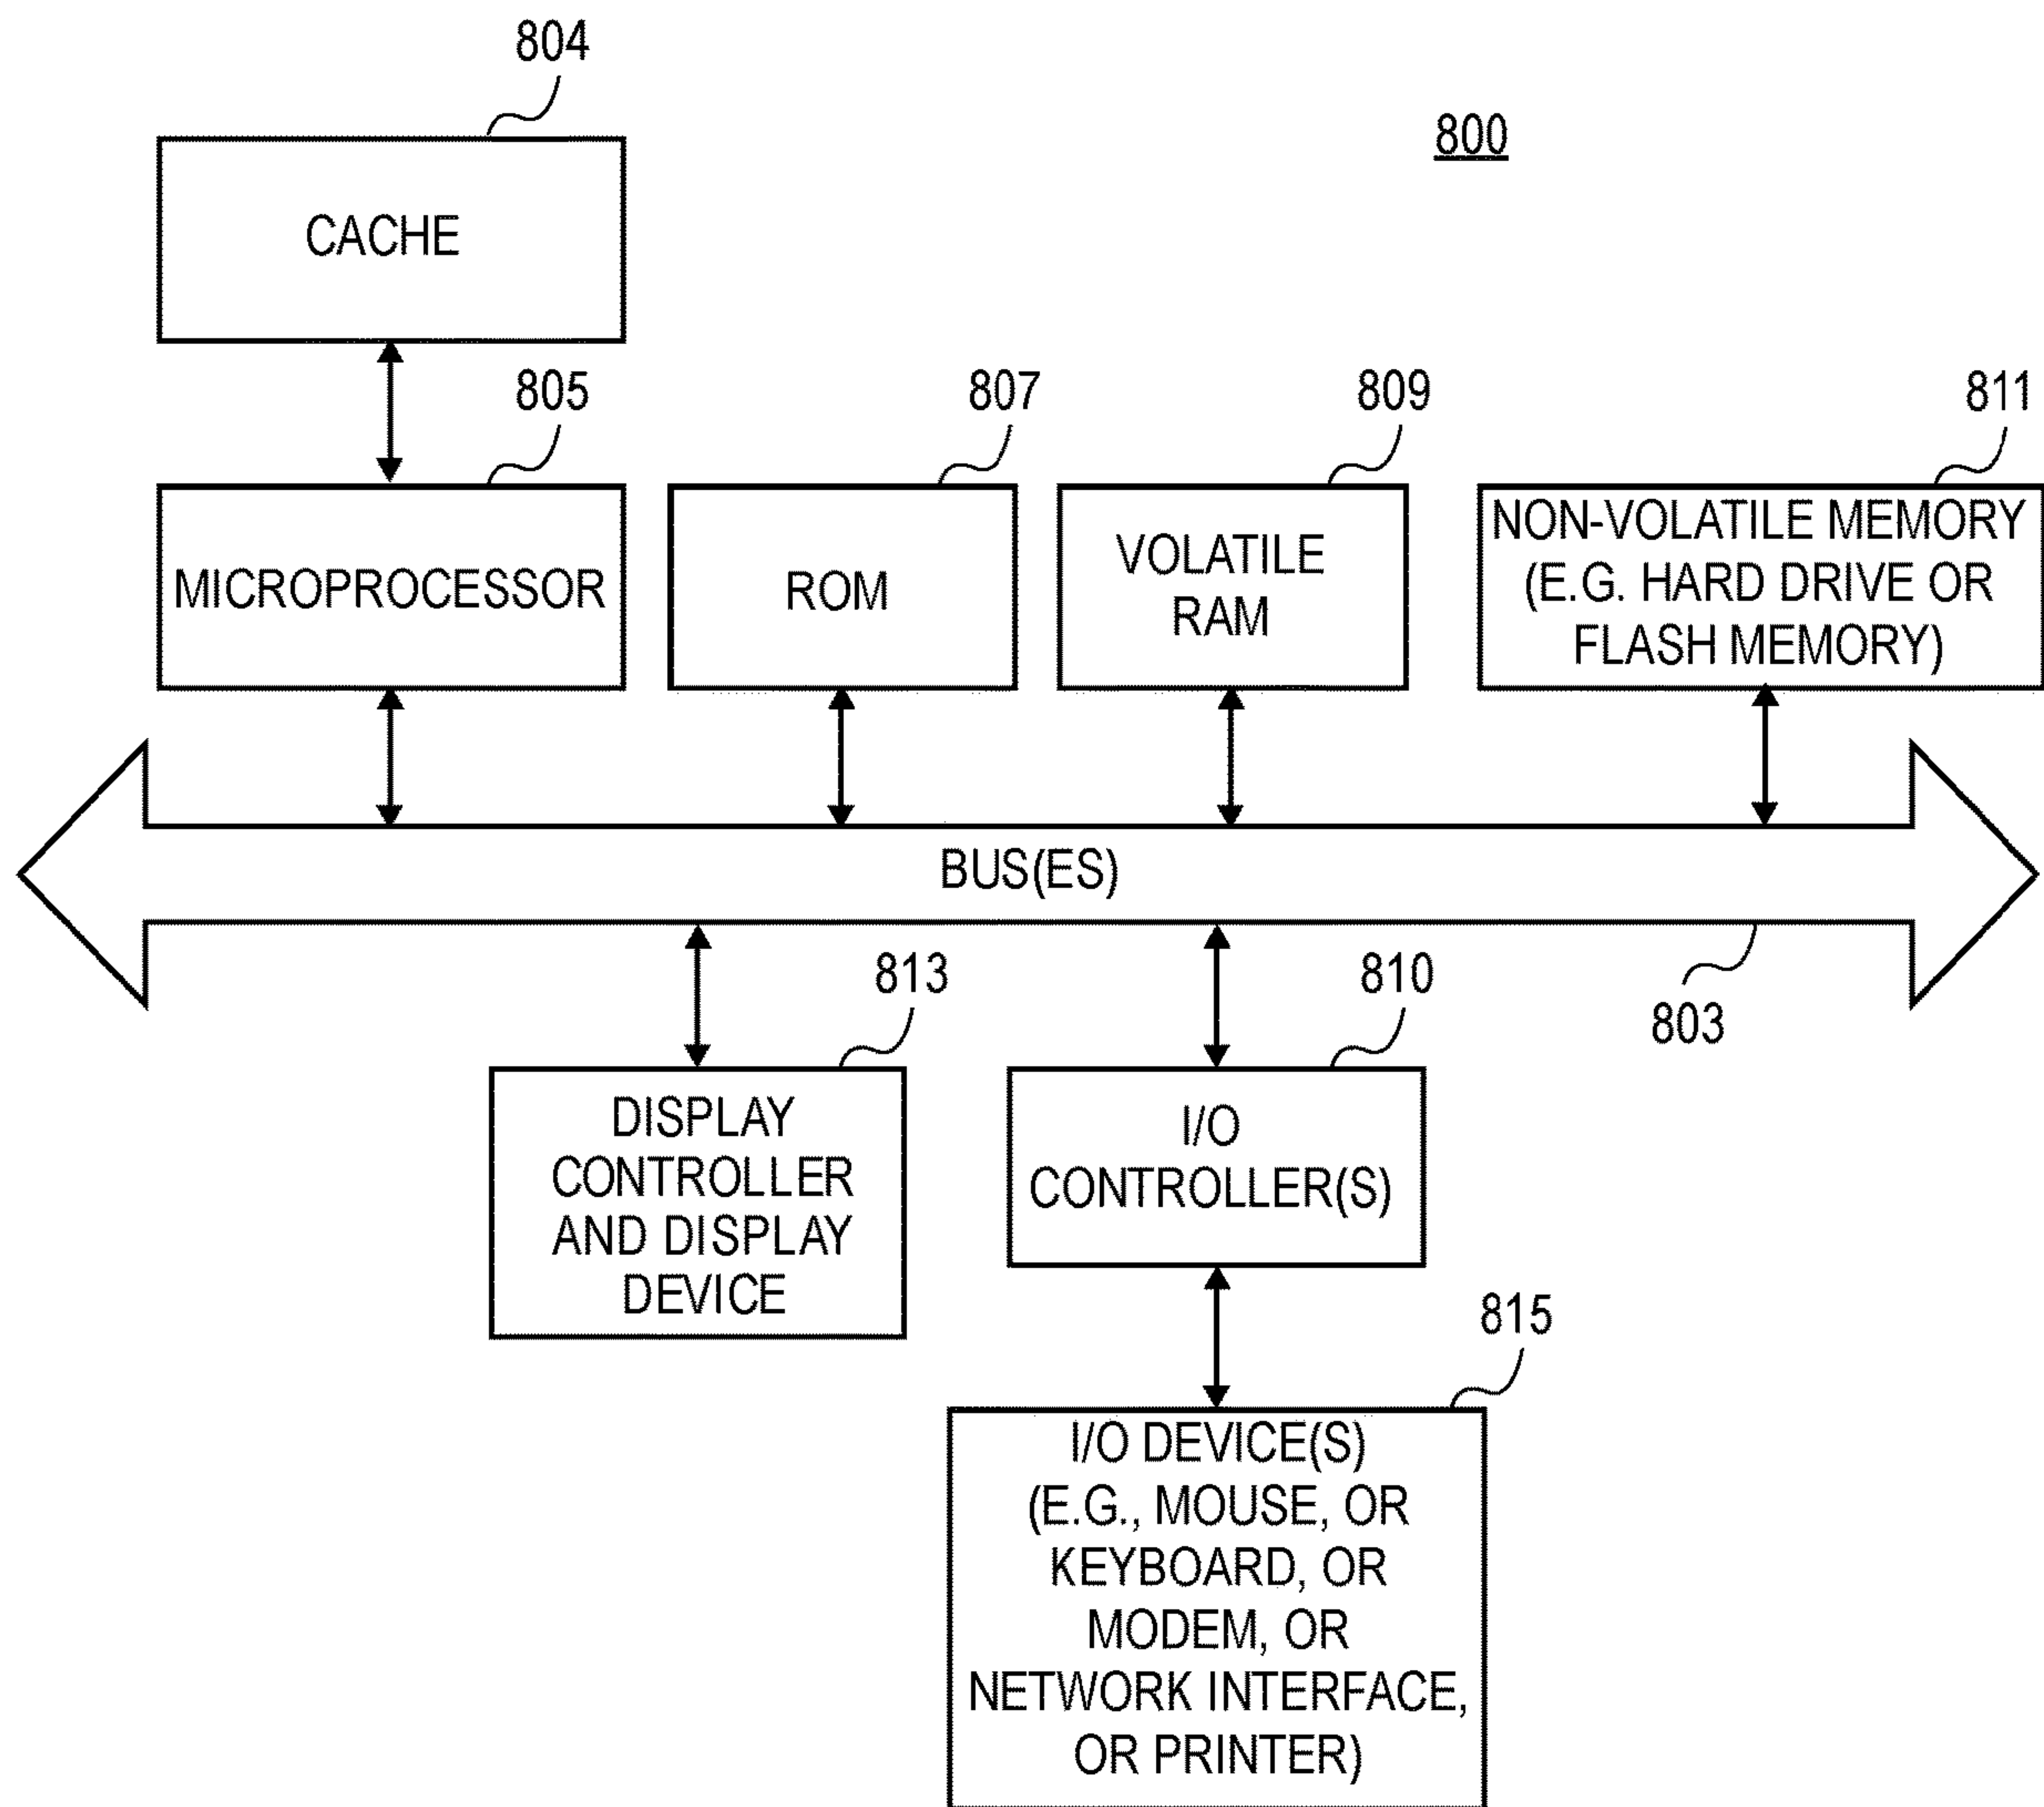 804
800
CACHE
805
807
809
811
MICROPROCESSOR
ROM
VOLATILE
RAM
NON-VOLATILE MEMORY
(E.G. HARD DRIVE OR
FLASH MEMORY)
BUS(ES)
813
810
803
DISPLAY
CONTROLLER
AND DISPLAY
DEVICE
I/O
CONTROLLER(S)
815
I/O DEVICE(S)
(E.G., MOUSE, OR
KEYBOARD, OR
MODEM, OR
NETWORK INTERFACE,
OR PRINTER)